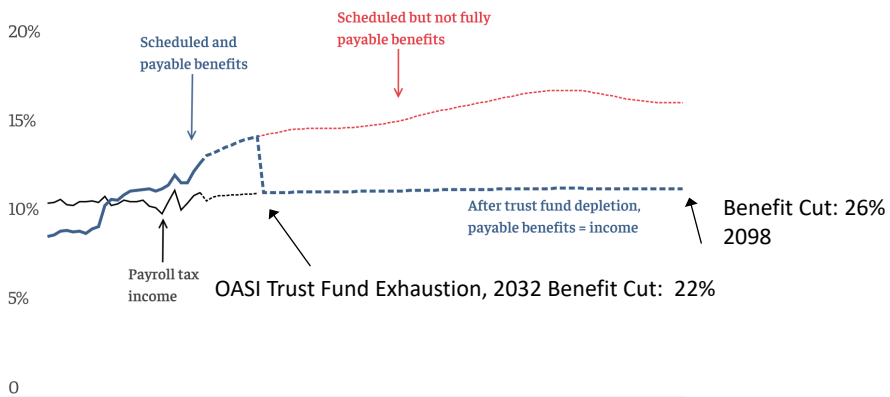 20%
Scheduled but not fully
payable benefits
Scheduled and
payable benefits
15%
10%
After trust fund depletion,
payable benefits = income
Benefit Cut: 26%
2098
Payroll tax
income
OASI Trust Fund Exhaustion, 2032 Benefit Cut:  22%
5%
0